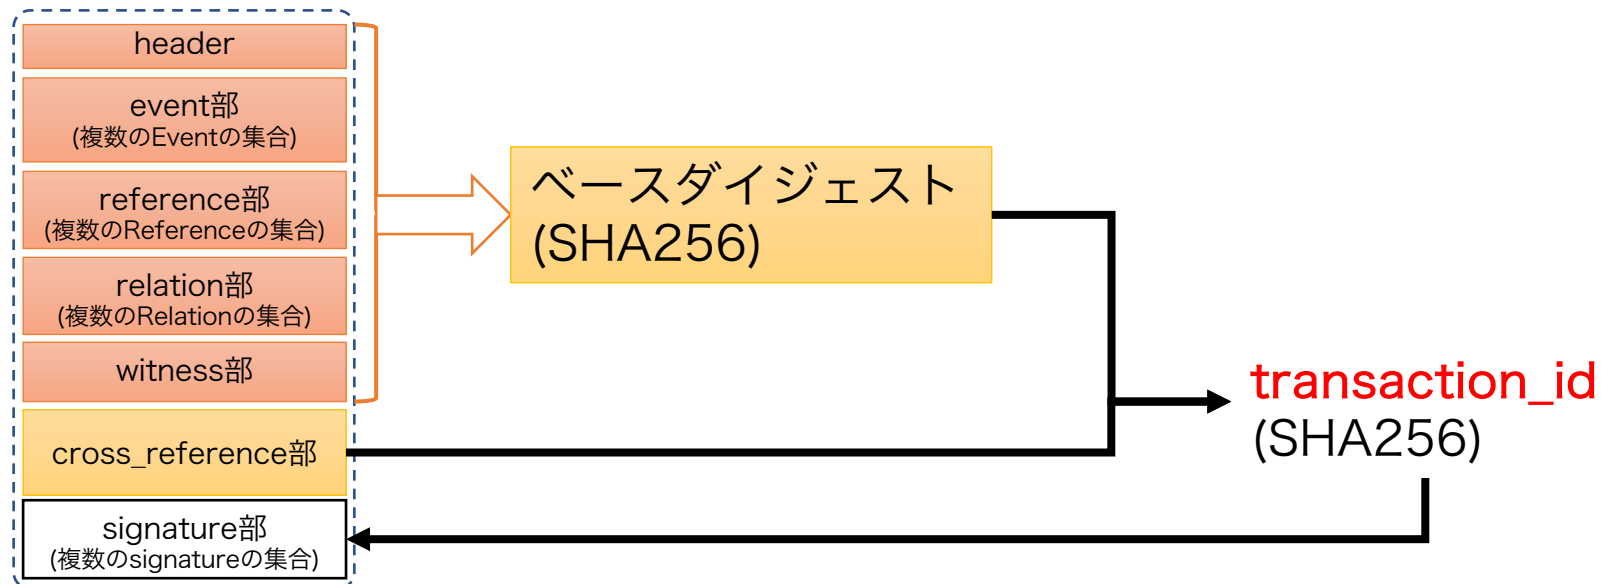 header
event部
(複数のEventの集合)
reference部
(複数のReferenceの集合)
relation部
(複数のRelationの集合)
witness部
cross_reference部
signature部
(複数のsignatureの集合)
ベースダイジェスト
(SHA256)
transaction_id
(SHA256)